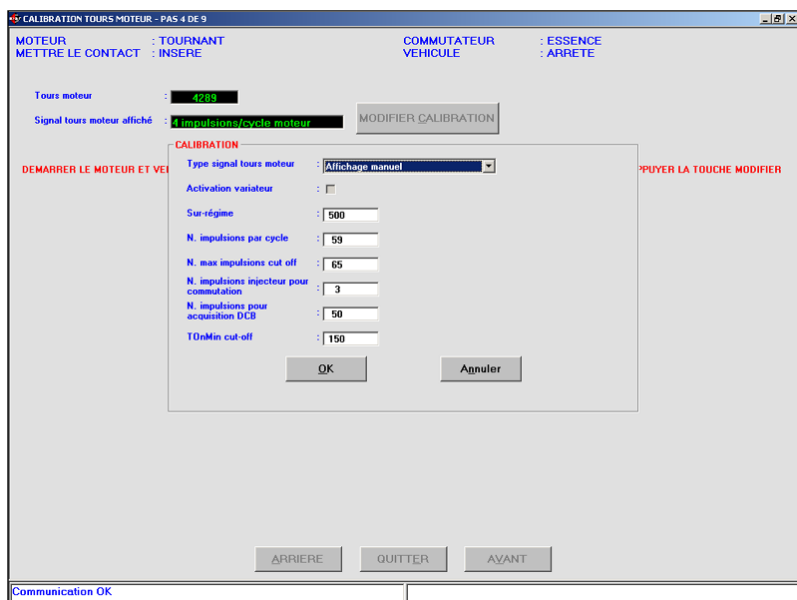 CALIBRATION TOURS MOTEUR - PAS 4 DE 9
MOTEUR : TOURNANT COMMUTATEUR : ESSENCE
METTRE LE CONTACT : INSERE VEHICULE : ARRETE
Tours moteur : 4289
Signal tours moteur affiché : 4 impulsions/cycle moteur MODIFIER CALIBRATION
CALIBRATION
DEMARRER LE MOTEUR ET PPUYER LA TOUCHE MODIFIER
Type signal tours moteur : Affichage manuel
Activation variateur :
Sur-régime : 500
N. impulsions par cycle : 59
N. max impulsions cut off : 65
N. impulsions injecteur pour
commutation : 3
N. impulsions pour
acquisition DCB : 50
TOnMin cut-off : 150
OK Annuler
ARRIERE QUITTER AVANT
Communication OK